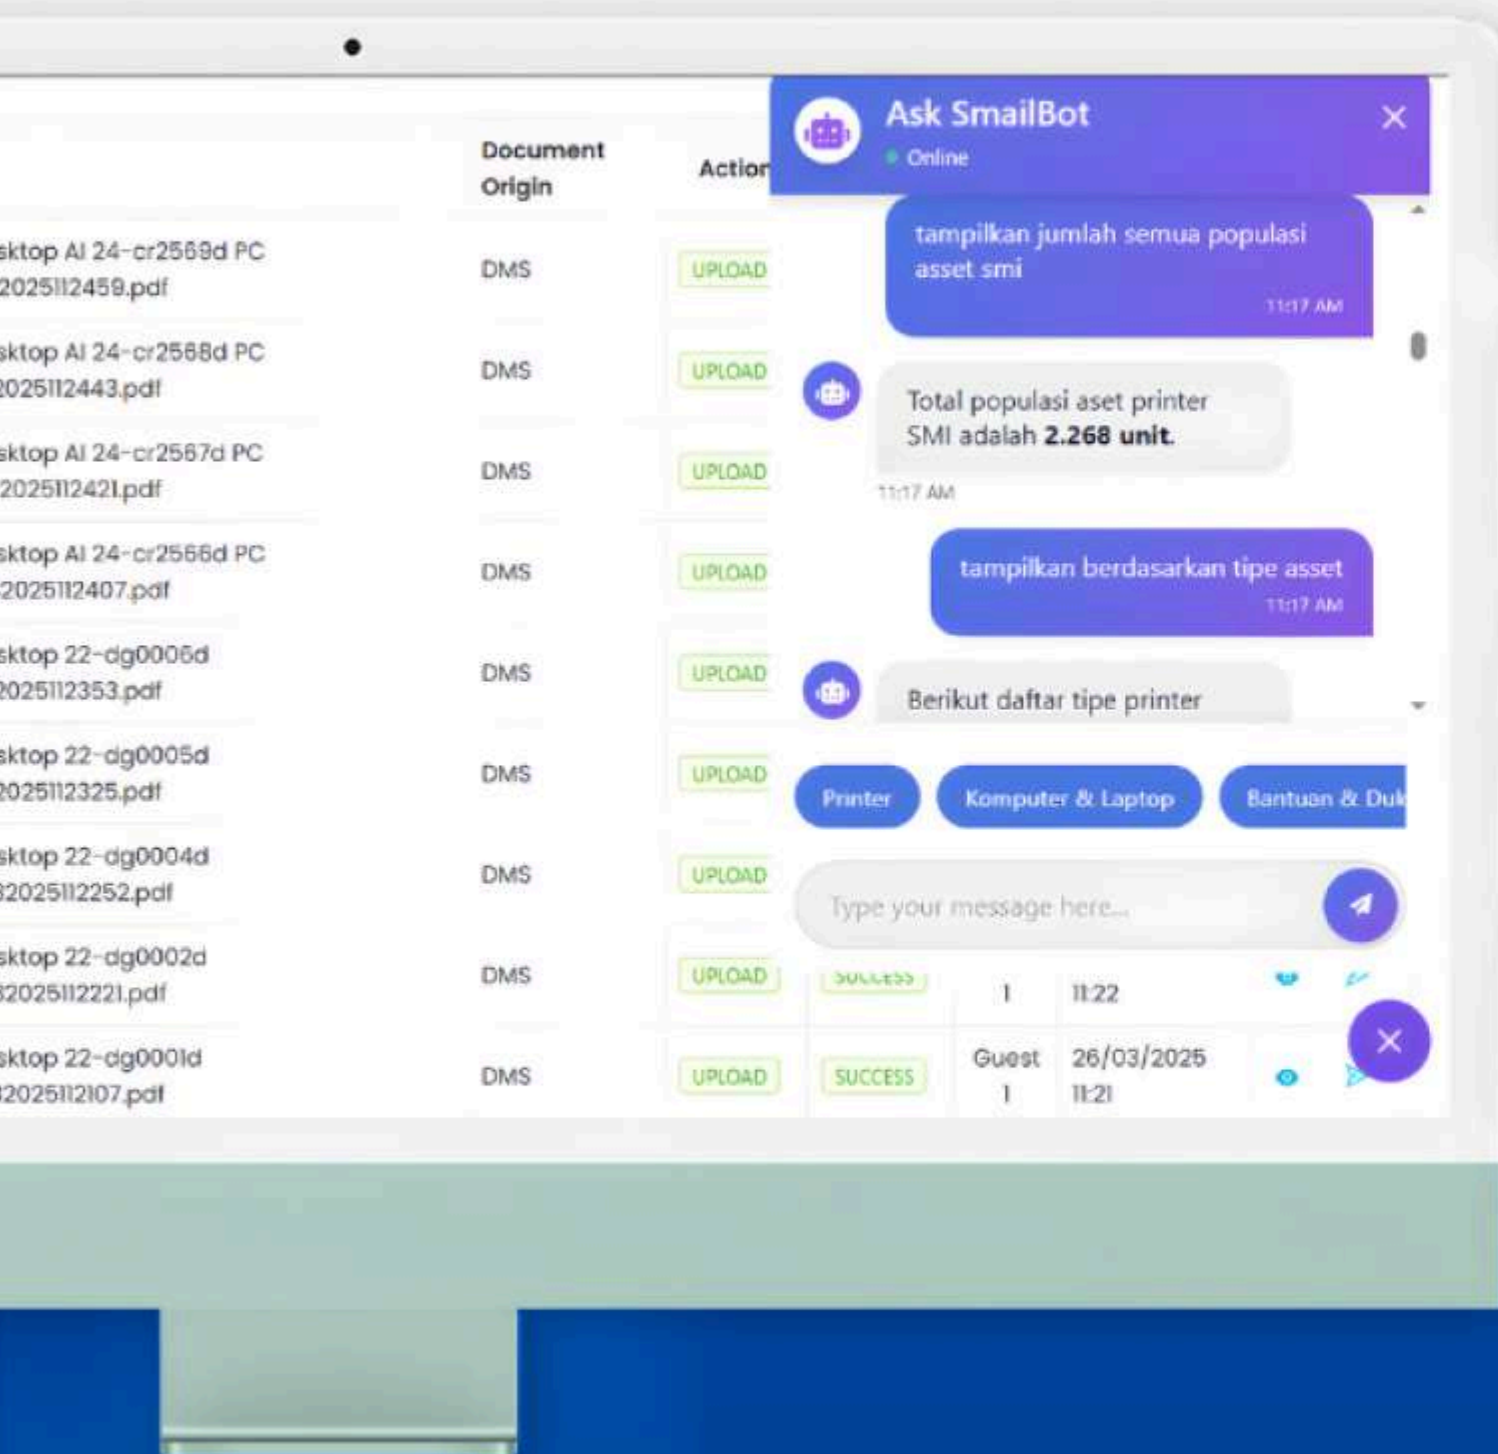 Document
Origin
Action
sktop AI 24-cr2569d PC
2025112459.pdf
DMS
UPLOAD
sktop AI 24-cr2568d PC
2025112443.pdf
DMS
UPLOAD
sktop AI 24-cr2567d PC
2025112421.pdf
DMS
UPLOAD
sktop AI 24-cr2566d PC
2025112407.pdf
DMS
UPLOAD
sktop 22-dg0006d
2025112353.pdf
DMS
UPLOAD
sktop 22-dg0005d
2025112325.pdf
DMS
UPLOAD
sktop 22-dg0004d
32025112252.pdf
DMS
UPLOAD
sktop 22-dg0002d
32025112221.pdf
DMS
UPLOAD
SUCCESS
1
11:22
sktop 22-dg0001d
32025112107.pdf
DMS
UPLOAD
SUCCESS
Guest
1
26/03/2025
11:21
Ask SmailBot
Online
tampilkan jumlah semua populasi
asset smi
11:17 AM
Total populasi aset printer
SMI adalah 2.268 unit.
11:17 AM
tampilkan berdasarkan tipe asset
11:17 AM
Berikut daftar tipe printer
Printer
Komputer & Laptop
Bantuan & Duk
Type your message here...